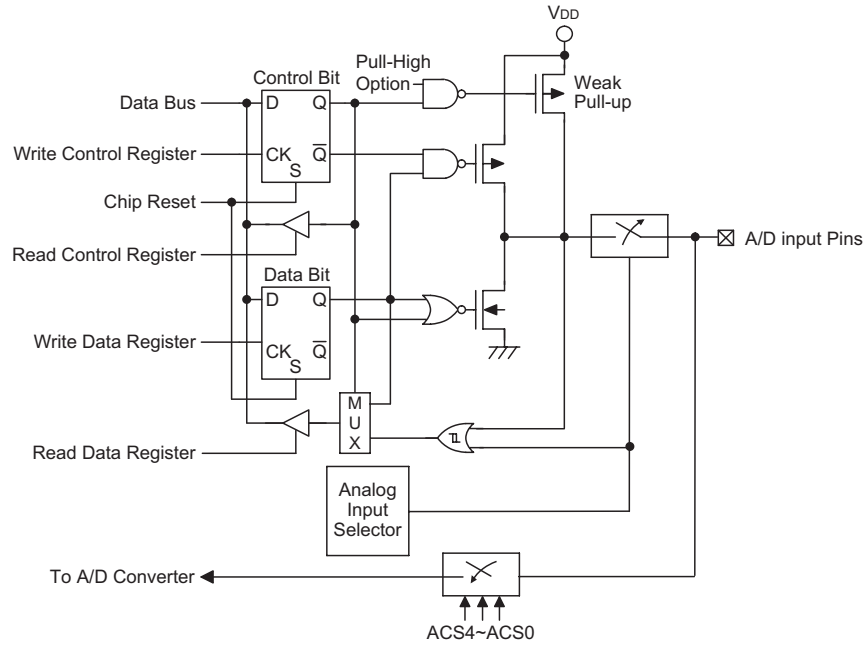 VDD
Pull-High
Option
Control Bit
Weak
Pull-up
Data Bus
D
Q
Write Control Register
CK
Q
S
Chip Reset
Read Control Register
A/D input Pins
Data Bit
D
Q
Write Data Register
CK
Q
S
M
U
X
Read Data Register
Analog
Input
Selector
To A/D Converter
ACS4~ACS0